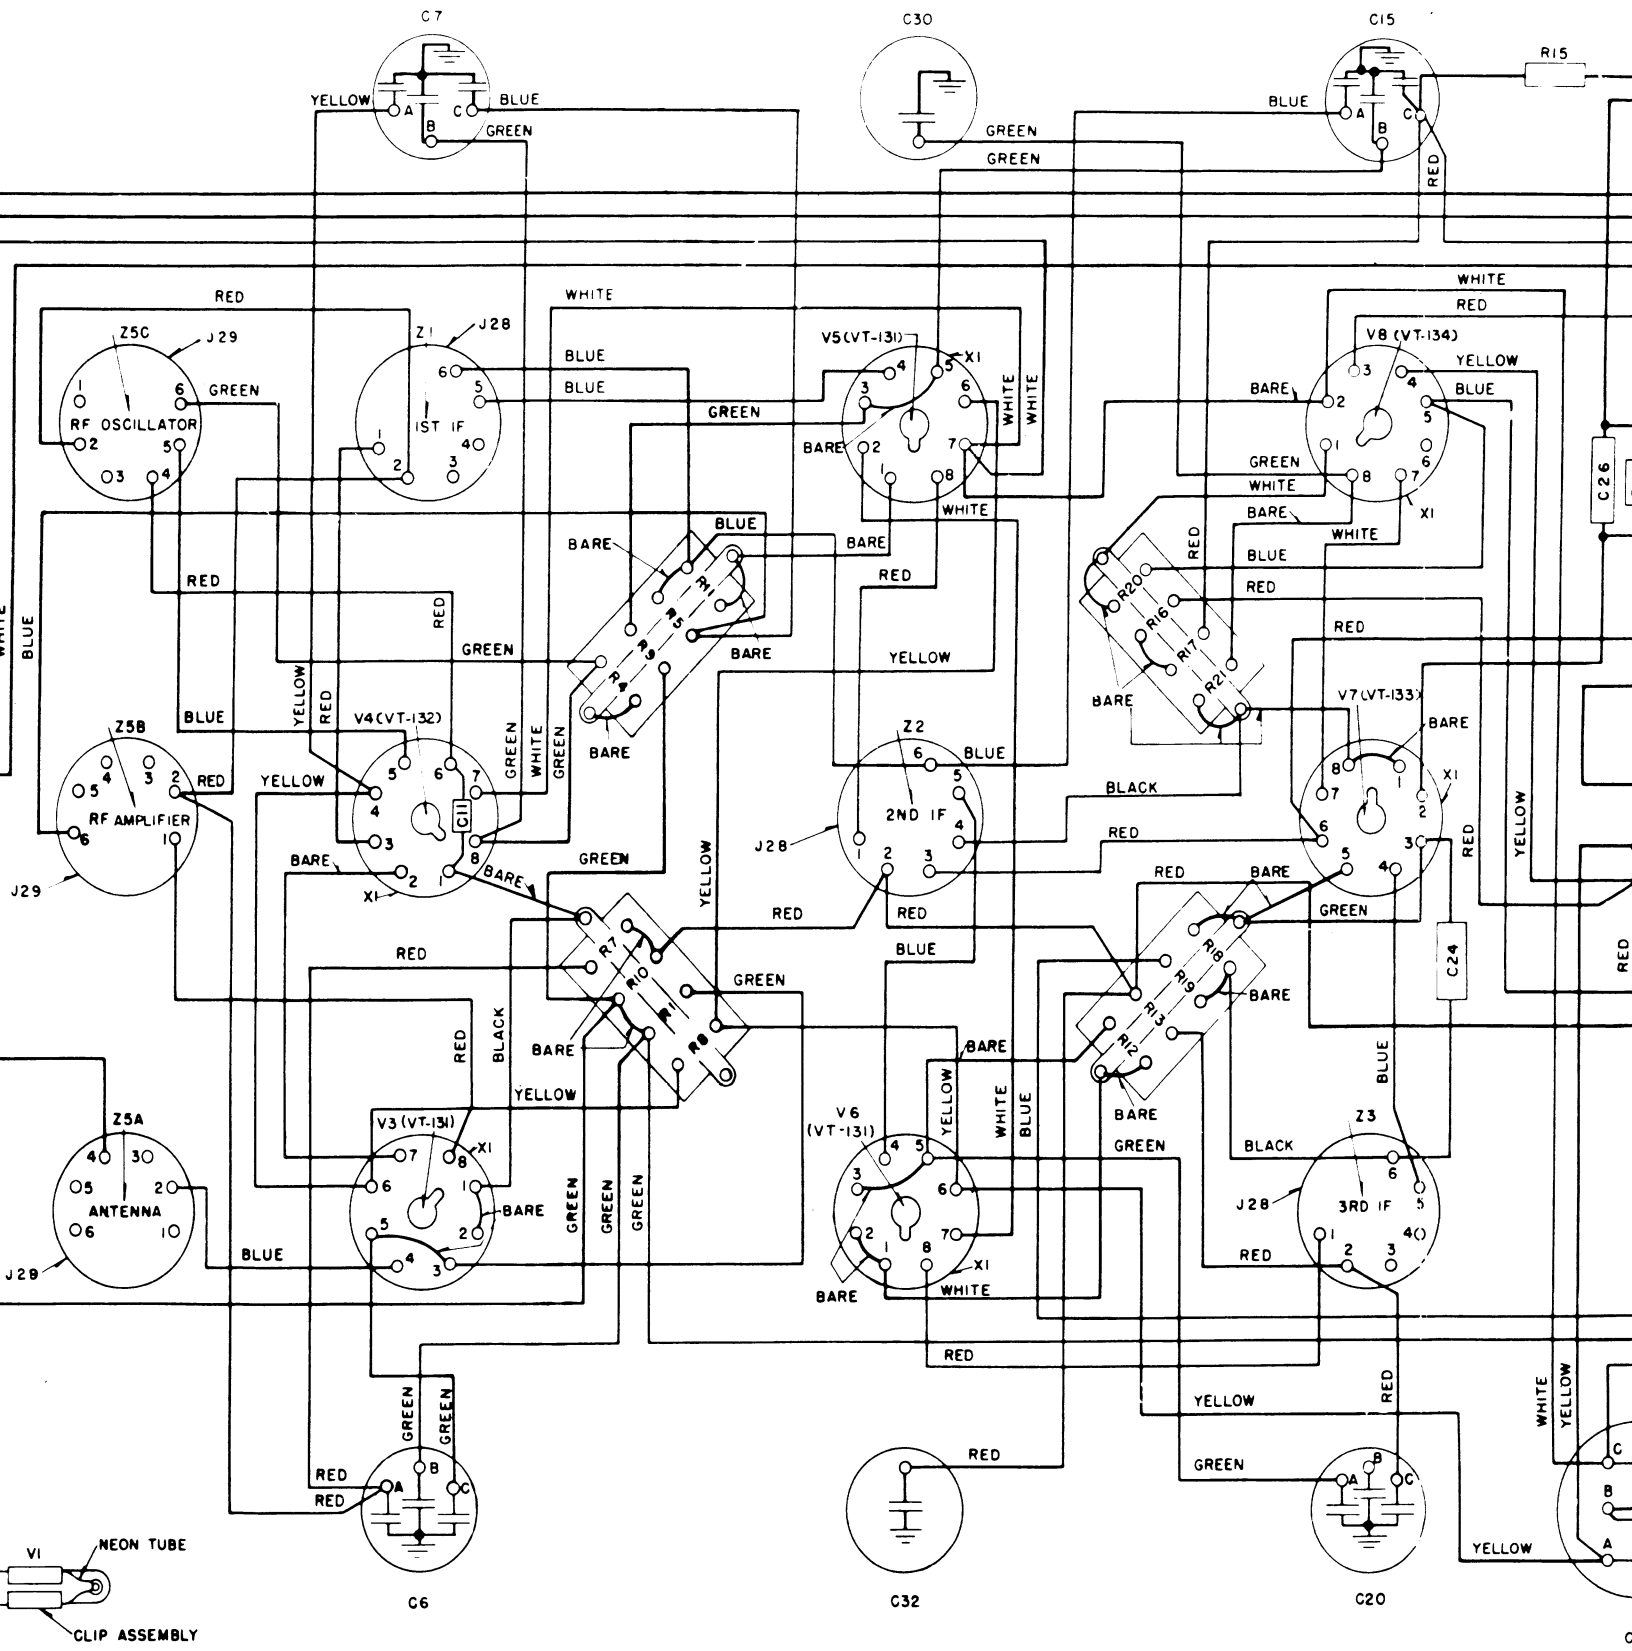 C7
C30
C15
R15
YELLOW
A
C
BLUE
B
GREEN
GREEN
GREEN
BLUE
A
C
B
RED
RED
WHITE
WHITE
RED
Z5C
J29
Z1
J28
V5(VT-131)
X1
V8 (VT-134)
1
6
GREEN
RF OSCILLATOR
2
5
3
4
6
BLUE
5
BLUE
1ST IF
1
4
2
3
GREEN
4
5
3
6
BARE
2
7
1
8
WHITE
WHITE
WHITE
3
4
YELLOW
BARE
2
BLUE
5
1
6
GREEN
8
7
WHITE
X1
BARE
WHITE
C26
BLUE
BARE
BARE
RED
RED
BLUE
RED
RED
RED
RED
R11
R5
R9
R4
BARE
BARE
GREEN
YELLOW
R20
R16
R17
R21
BARE
BLUE
YELLOW
RED
BLUE
V4(VT-132)
GREEN
WHITE
GREEN
Z5B
4
3
2
RED
5
RF AMPLIFIER
6
1
J29
YELLOW
5
6
7
4
C11
3
8
BARE
2
1
X1
BARE
GREEN
YELLOW
Z2
6
BLUE
5
2ND IF
4
J28
1
2
3
BLACK
RED
V7(VT-133)
BARE
8
1
X1
7
2
6
3
5
4
RED
YELLOW
RED
BARE
GREEN
RED
RED
BLUE
RED
R7
R10
R1
R8
GREEN
BARE
R18
R19
R13
R12
BARE
BARE
C24
RED
RED
BLACK
YELLOW
BARE
YELLOW
WHITE
BLUE
BLUE
Z5A
4
3
5
2
ANTENNA
6
1
BLUE
V3 (VT-131)
X1
7
8
6
1
BARE
5
2
4
3
GREEN
GREEN
GREEN
V6
(VT-131)
4
5
GREEN
3
6
2
7
1
8
X1
BARE
WHITE
BLACK
Z3
6
J28
3RD IF
5
1
4
RED
2
3
RED
YELLOW
RED
WHITE
YELLOW
GREEN
GREEN
RED
RED
A
B
C
RED
GREEN
A
B
C
C
B
A
YELLOW
V1
NEON TUBE
CLIP ASSEMBLY
C6
C32
C20